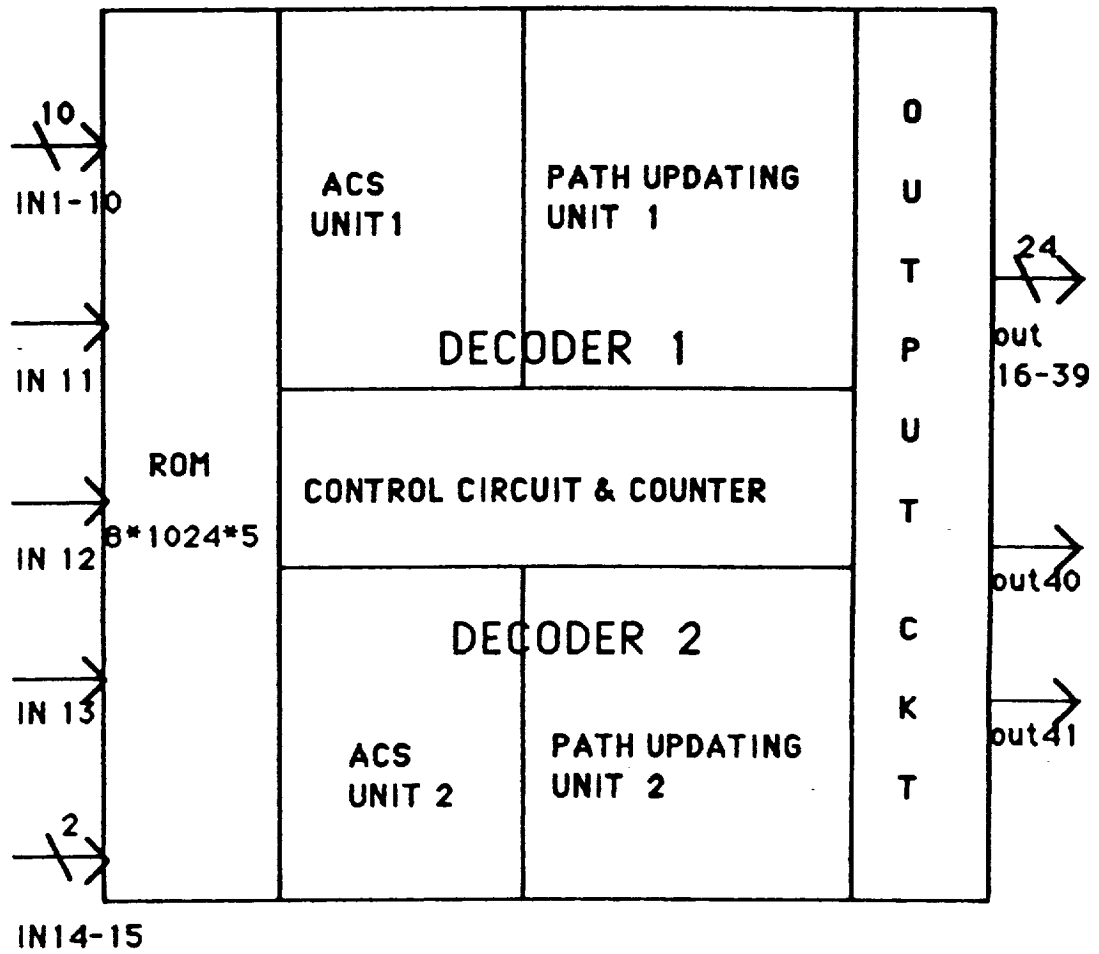 10
IN1-10
IN 11
IN 12
IN 13
2
IN14-15
ROM
8*1024*5
ACS
UNIT1
PATH UPDATING
UNIT 1
DECODER 1
CONTROL CIRCUIT & COUNTER
DECODER 2
ACS
UNIT 2
PATH UPDATING
UNIT 2
O
U
T
P
U
T
C
K
T
24
out
16-39
out40
out41